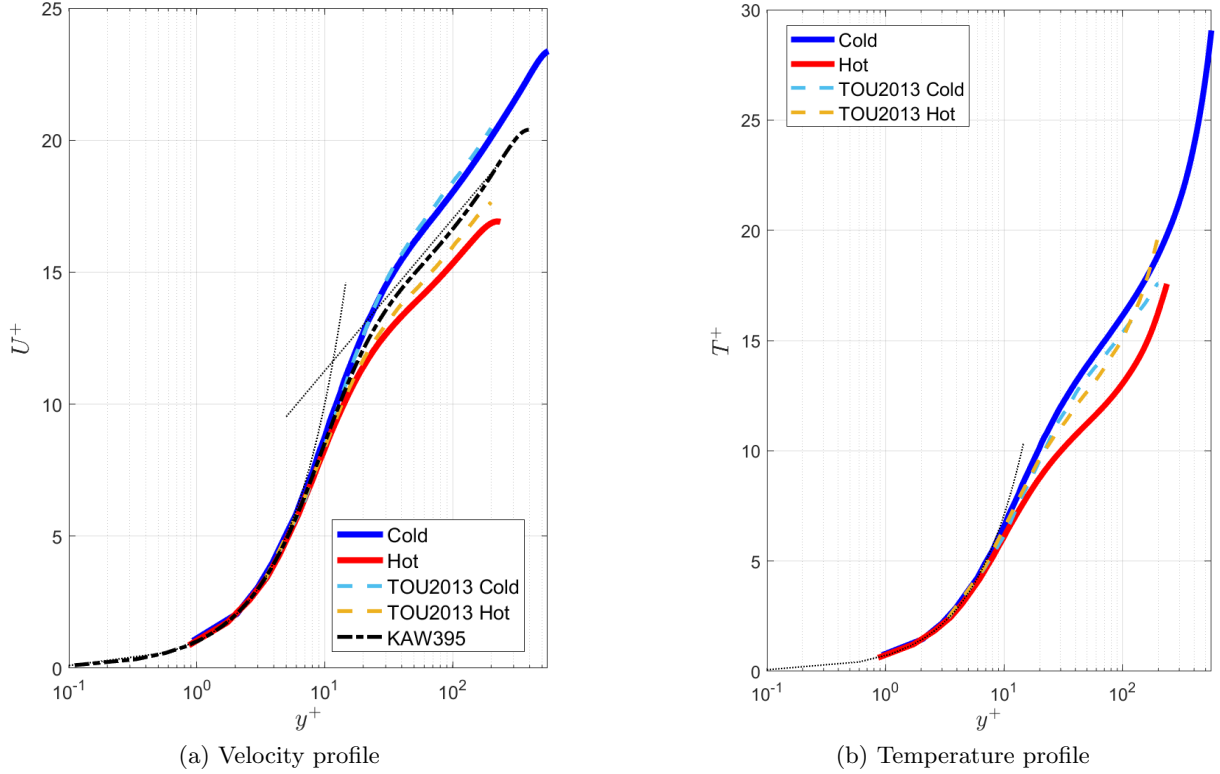 25
20
15
10
5
0
U⁺
10⁻¹
10⁰
10¹
10²
y⁺
Cold
Hot
TOU2013 Cold
TOU2013 Hot
KAW395
(a) Velocity profile
30
25
20
15
10
5
0
T⁺
10⁻¹
10⁰
10¹
10²
y⁺
Cold
Hot
TOU2013 Cold
TOU2013 Hot
(b) Temperature profile